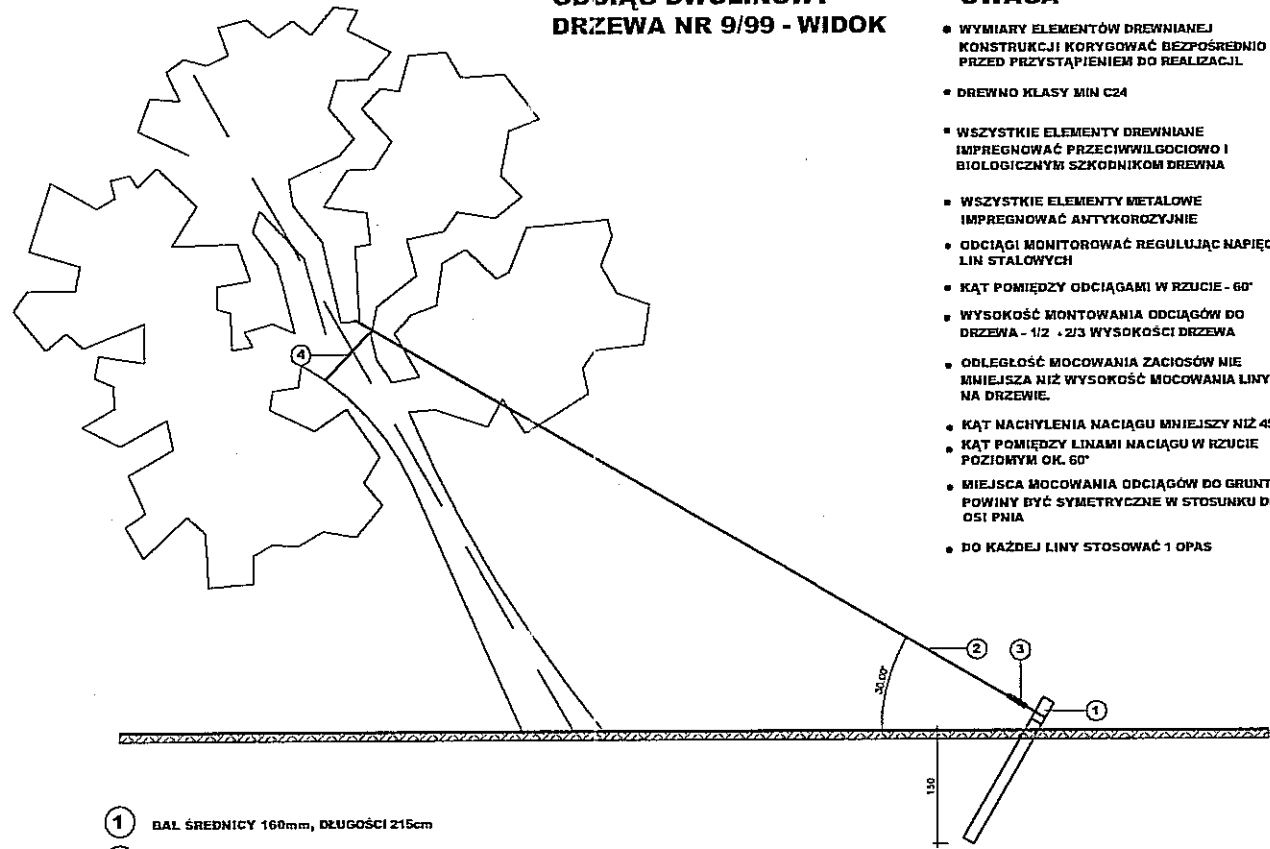 DRZEWA NR 9/99 - WIDOK
• WYMIARY ELEMENTÓW DREWNIANEJ
KONSTRUKCJI KORYGOWAĆ BEZPOŚREDNIO
PRZED PRZYSTĄPIENIEM DO REALIZACJI.
• DREWNO KLASY MIN C24
• WSZYSTKIE ELEMENTY DREWNIANE
IMPREGNOWAĆ PRZECIWWILGOCIOWO I
BIOLOGICZNYM SZKODNIKOM DREWNA
• WSZYSTKIE ELEMENTY METALOWE
IMPREGNOWAĆ ANTYKOROZYJNIE
• ODCIĄGI MONITOROWAĆ REGULUJĄC NAPIĘC
LIN STALOWYCH
• KĄT POMIĘDZY ODCIĄGAMI W RZUCIE - 60°
• WYSOKOŚĆ MONTOWANIA ODCIĄGÓW DO
DRZEWA - 1/2 ÷ 2/3 WYSOKOŚCI DRZEWA
• ODLEGŁOŚĆ MOCOWANIA ZACIOSÓW NIE
MNIEJSZA NIŻ WYSOKOŚĆ MOCOWANIA LINY
NA DRZEWIE.
• KĄT NACHYLENIA NACIĄGU MNIEJSZY NIŻ 45
• KĄT POMIĘDZY LINAMI NACIĄGU W RZUCIE
POZIOMYM OK. 60°
• MIEJSCA MOCOWANIA ODCIĄGÓW DO GRUNT
POWINY BYĆ SYMETRYCZNE W STOSUNKU D
OSI PNIA
• DO KAŻDEJ LINY STOSOWAĆ 1 OPAS
4
2
3
1
30.00°
150
1 BAL ŚREDNICY 160mm, DŁUGOŚCI 215cm